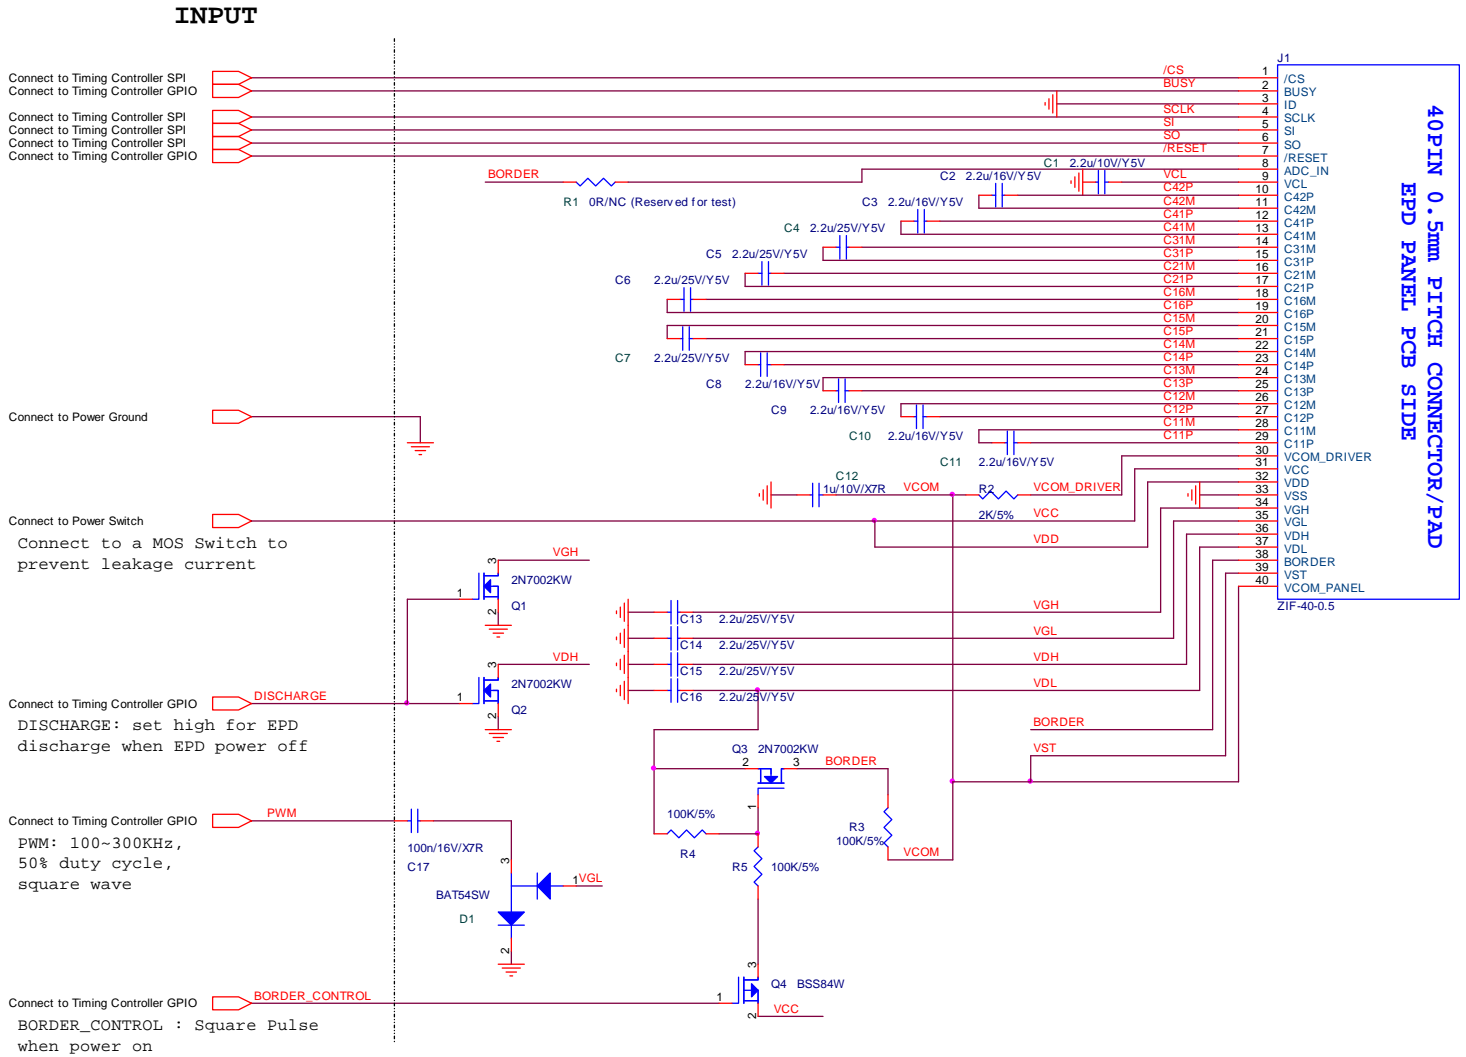 INPUT
Connect to Timing Controller SPI
Connect to Timing Controller GPIO
Connect to Timing Controller SPI
Connect to Timing Controller SPI
Connect to Timing Controller SPI
Connect to Timing Controller GPIO
Connect to Power Ground
Connect to Power Switch
Connect to a MOS Switch to
prevent leakage current
Connect to Timing Controller GPIO
DISCHARGE
DISCHARGE: set high for EPD
discharge when EPD power off
Connect to Timing Controller GPIO
PWM
PWM: 100~300KHz,
50% duty cycle,
square wave
Connect to Timing Controller GPIO
BORDER_CONTROL
BORDER_CONTROL : Square Pulse
when power on
/CS
BUSY
SCLK
SI
SO
/RESET
VCL
C42P
C42M
C41P
C41M
C31M
C31P
C21M
C21P
C16M
C16P
C15M
C15P
C14M
C14P
C13M
C13P
C12M
C12P
C11M
C11P
BORDER
R1 0R/NC (Reserved for test)
C1 2.2u/10V/Y5V
C2 2.2u/16V/Y5V
C3 2.2u/16V/Y5V
C4 2.2u/25V/Y5V
C5 2.2u/25V/Y5V
C6 2.2u/25V/Y5V
C7 2.2u/25V/Y5V
C8 2.2u/16V/Y5V
C9 2.2u/16V/Y5V
C10 2.2u/16V/Y5V
C11 2.2u/16V/Y5V
C12
1u/10V/X7R
VCOM
R2
2K/5%
VCOM_DRIVER
VCC
VDD
3 VGH
2N7002KW
1
2 Q1
3 VDH
2N7002KW
1
2 Q2
C13 2.2u/25V/Y5V
VGH
C14 2.2u/25V/Y5V
VGL
C15 2.2u/25V/Y5V
VDH
C16 2.2u/25V/Y5V
VDL
BORDER
VST
Q3 2N7002KW
2 3 BORDER
1
100K/5%
R4
R5 100K/5%
R3
100K/5%
VCOM
100n/16V/X7R
C17
3
1 VGL
BAT54SW
D1
2
3
Q4 BSS84W
1
2 VCC
J1
1 /CS
2 BUSY
3 ID
4 SCLK
5 SI
6 SO
7 /RESET
8 ADC_IN
9 VCL
10 C42P
11 C42M
12 C41P
13 C41M
14 C31M
15 C31P
16 C21M
17 C21P
18 C16M
19 C16P
20 C15M
21 C15P
22 C14M
23 C14P
24 C13M
25 C13P
26 C12M
27 C12P
28 C11M
29 C11P
30 VCOM_DRIVER
31 VCC
32 VDD
33 VSS
34 VGH
35 VGL
36 VDH
37 VDL
38 BORDER
39 VST
40 VCOM_PANEL
ZIF-40-0.5
40PIN 0.5mm PITCH CONNECTOR/PAD
EPD PANEL PCB SIDE